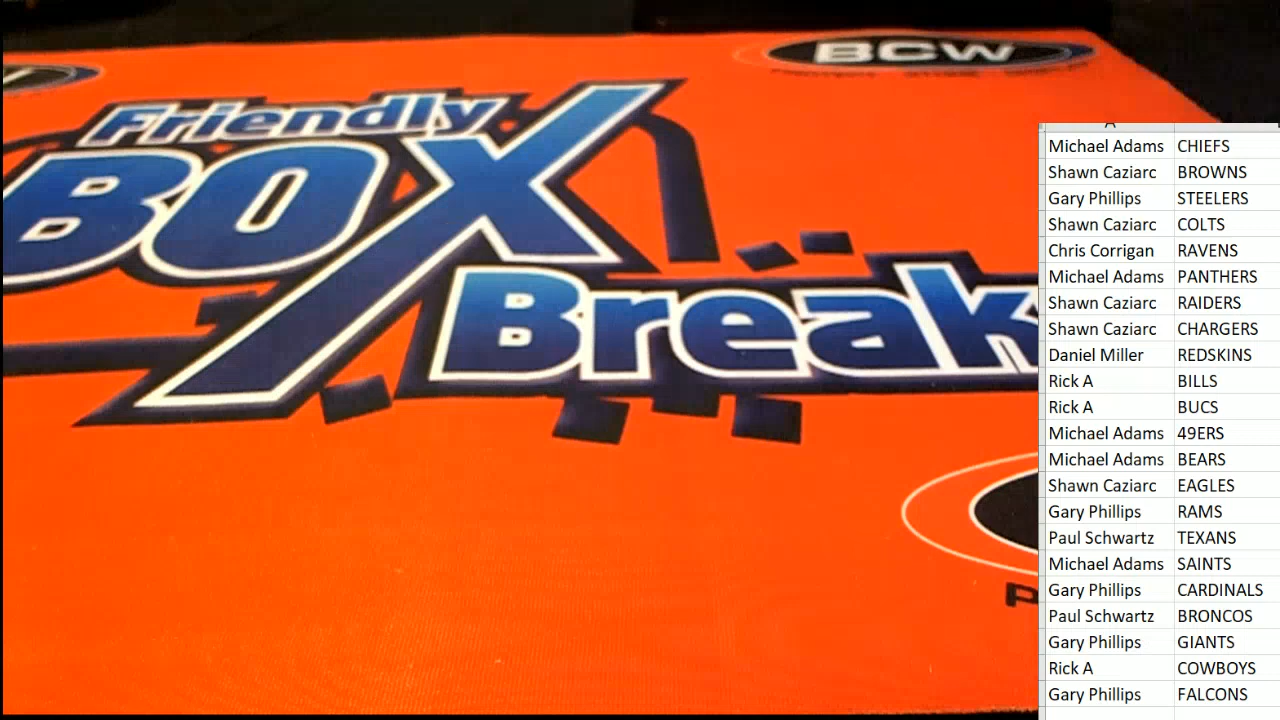 BCW
Friendly
BOX
Break
A
Michael Adams CHIEFS
Shawn Caziarc BROWNS
Gary Phillips STEELERS
Shawn Caziarc COLTS
Chris Corrigan RAVENS
Michael Adams PANTHERS
Shawn Caziarc RAIDERS
Shawn Caziarc CHARGERS
Daniel Miller REDSKINS
Rick A BILLS
Rick A BUCS
Michael Adams 49ERS
Michael Adams BEARS
Shawn Caziarc EAGLES
Gary Phillips RAMS
Paul Schwartz TEXANS
Michael Adams SAINTS
Gary Phillips CARDINALS
Paul Schwartz BRONCOS
Gary Phillips GIANTS
Rick A COWBOYS
Gary Phillips FALCONS